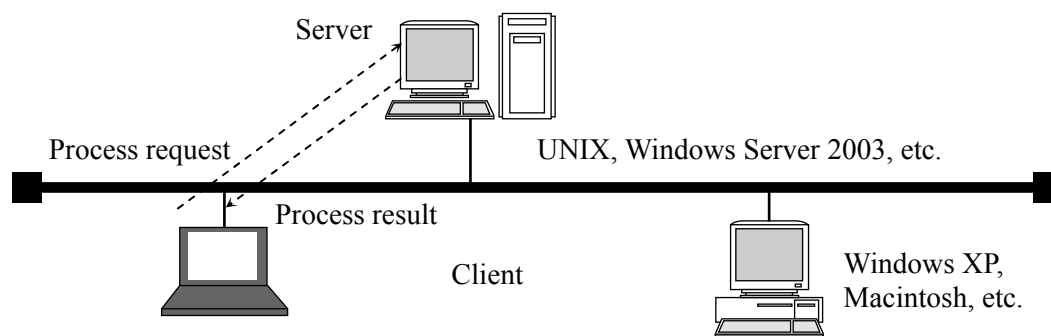 Server
Process request
UNIX, Windows Server 2003, etc.
Process result
Client
Windows XP,
Macintosh, etc.